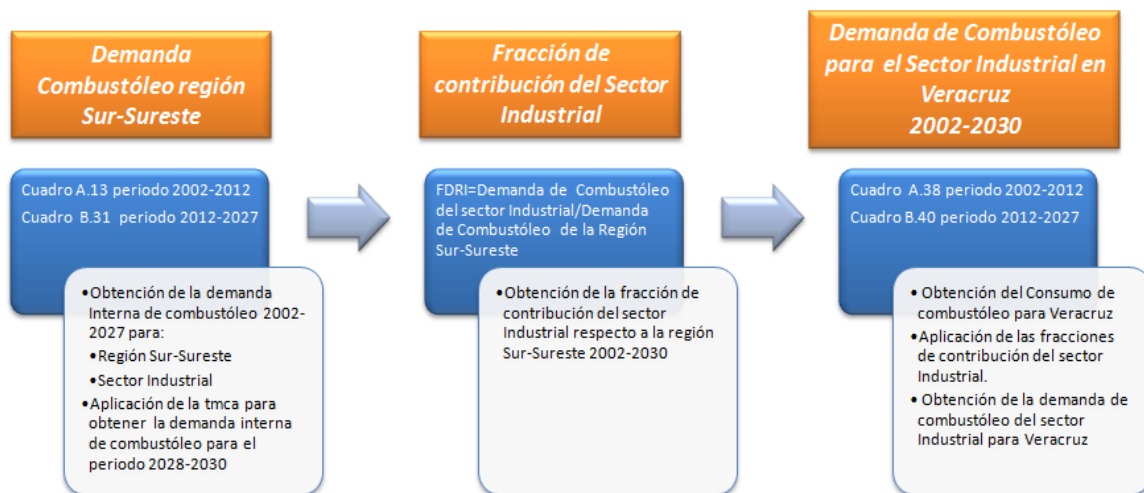 Demanda
Combustóleo región
Sur-Sureste
Cuadro A.13 periodo 2002-2012
Cuadro B.31 periodo 2012-2027
•Obtención de la demanda
Interna de combustóleo 2002-
2027 para:
•Región Sur-Sureste
•Sector Industrial
•Aplicación de la tmca para
obtener la demanda interna
de combustóleo para el
periodo 2028-2030
Fracción de
contribución del Sector
Industrial
FDRI=Demanda de Combustóleo
del sector Industrial/Demanda
de Combustóleo de la Región
Sur-Sureste
•Obtención de la fracción de
contribución del sector
Industrial respecto a la región
Sur-Sureste 2002-2030
Demanda de Combustóleo
para el Sector Industrial en
Veracruz
2002-2030
Cuadro A.38 periodo 2002-2012
Cuadro B.40 periodo 2012-2027
• Obtención del Consumo de
combustóleo para Veracruz
•Aplicación de las fracciones
de contribución del sector
Industrial.
• Obtención de la demanda de
combustóleo del sector
Industrial para Veracruz